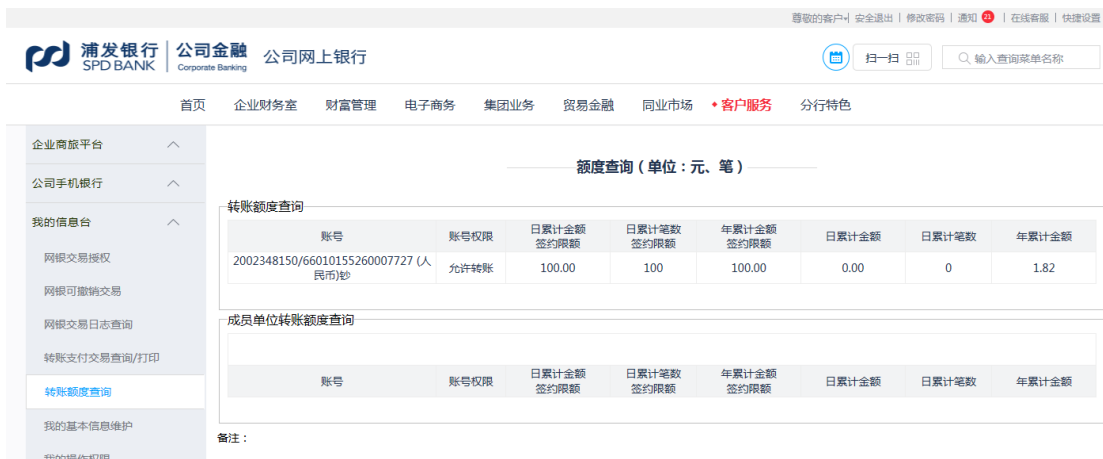 尊敬的客户 | 安全退出 | 修改密码 | 通知 21 | 在线客服 | 快捷设置
浦发银行 公司金融 公司网上银行
SPD BANK Corporate Banking
扫一扫
输入查询菜单名称
首页 企业财务室 财富管理 电子商务 集团业务 贸易金融 同业市场 客户服务 分行特色
企业商旅平台
公司手机银行
我的信息台
网银交易授权
网银可撤销交易
网银交易日志查询
转账支付交易查询/打印
转账额度查询
我的基本信息维护
我的操作权限
额度查询（单位：元、笔）
转账额度查询
账号 账号权限 日累计金额 日累计笔数 年累计金额 日累计金额 日累计笔数 年累计金额
签约限额 签约限额 签约限额
2002348150/66010155260007727 (人 允许转账 100.00 100 100.00 0.00 0 1.82
民币)钞
成员单位转账额度查询
账号 账号权限 日累计金额 日累计笔数 年累计金额 日累计金额 日累计笔数 年累计金额
签约限额 签约限额 签约限额
备注：